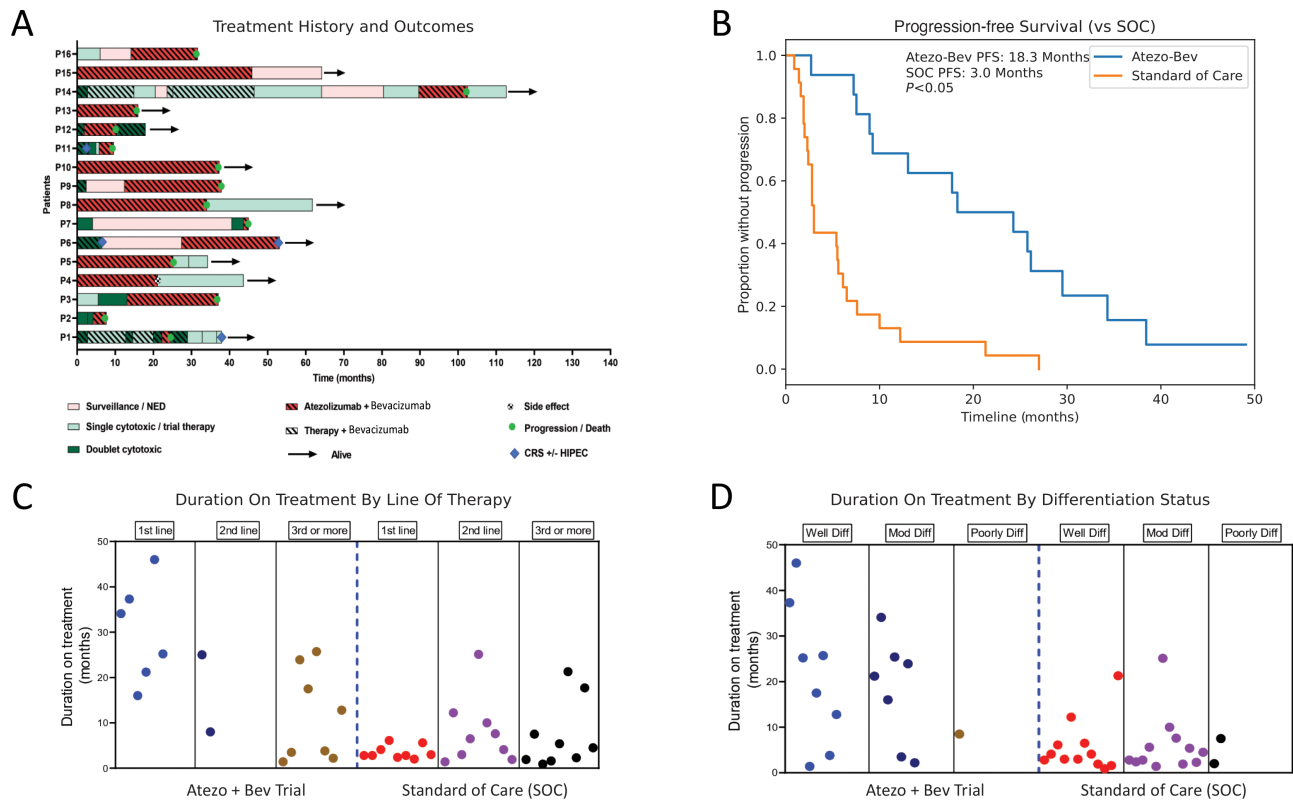 A
Treatment History and Outcomes
Patients
P16
P15
P14
P13
P12
P11
P10
P9
P8
P7
P6
P5
P4
P3
P2
P1
0 10 20 30 40 50 60 70 80 90 100 110 120 130 140
Time (months)
Surveillance / NED
Single cytotoxic / trial therapy
Doublet cytotoxic
Atezolizumab + Bevacizumab
Therapy + Bevacizumab
Alive
Side effect
Progression / Death
CRS +/- HIPEC
B
Progression-free Survival (vs SOC)
Atezo-Bev PFS: 18.3 Months
SOC PFS: 3.0 Months
P<0.05
Atezo-Bev
Standard of Care
Proportion without progression
1.0
0.8
0.6
0.4
0.2
0.0
0 10 20 30 40 50
Timeline (months)
C
Duration On Treatment By Line Of Therapy
1st line 2nd line 3rd or more 1st line 2nd line 3rd or more
Duration on treatment
(months)
50
40
30
20
10
0
Atezo + Bev Trial Standard of Care (SOC)
D
Duration On Treatment By Differentiation Status
Well Diff Mod Diff Poorly Diff Well Diff Mod Diff Poorly Diff
Duration on treatment
(months)
50
40
30
20
10
0
Atezo + Bev Trial Standard of Care (SOC)